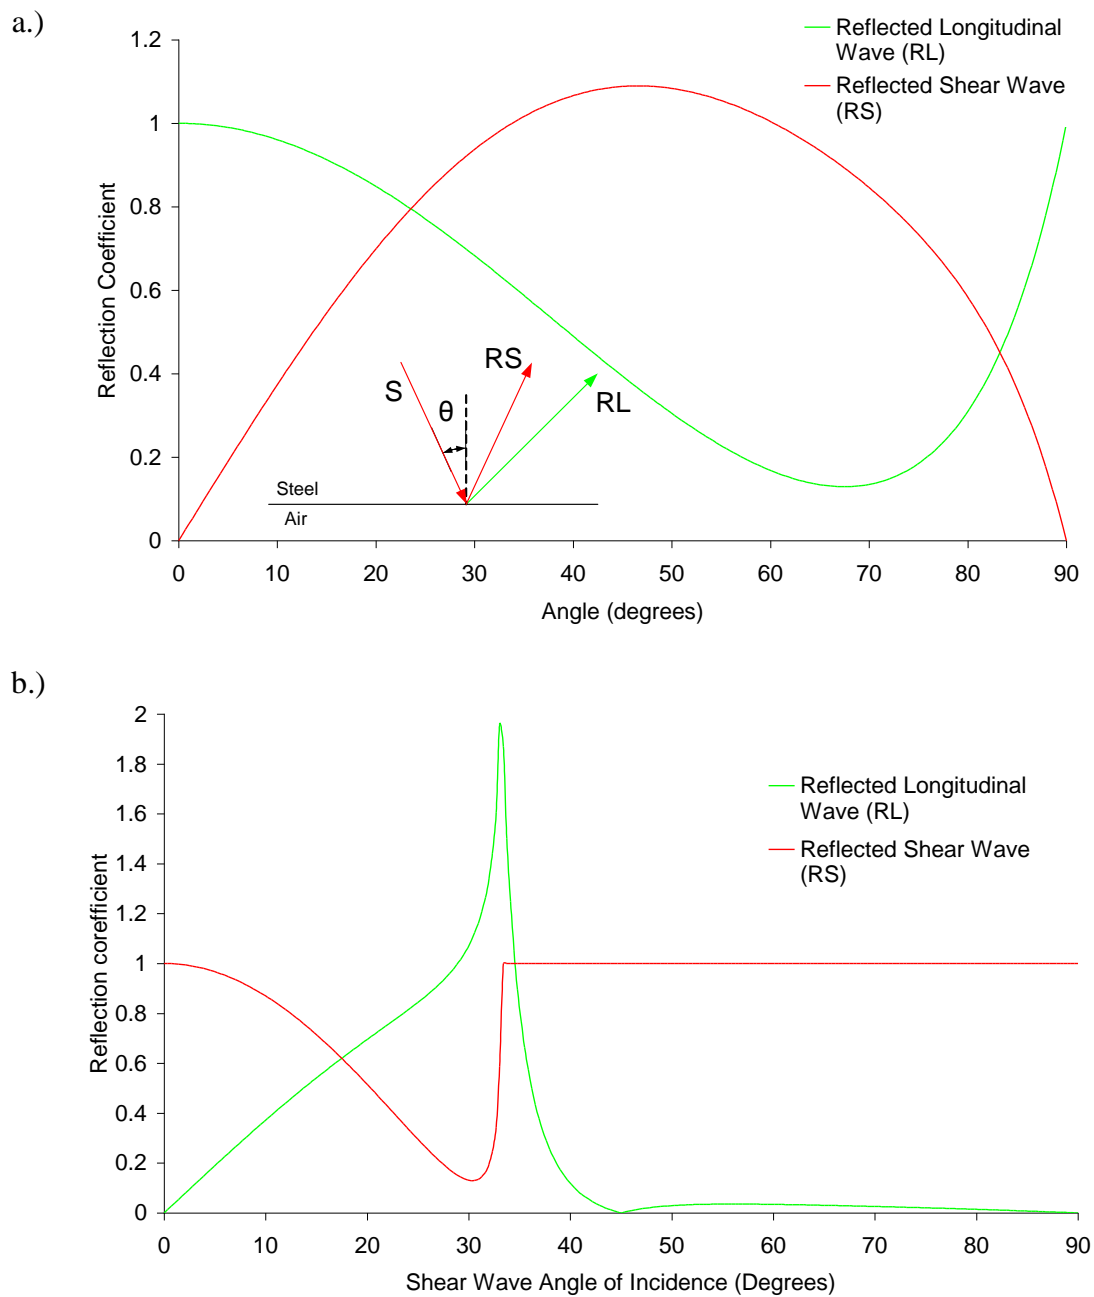 a.)
Reflected Longitudinal
Wave (RL)
Reflected Shear Wave
(RS)
1.2
1
0.8
0.6
0.4
0.2
0
Reflection Coefficient
S
θ
RS
RL
Steel
Air
0 10 20 30 40 50 60 70 80 90
Angle (degrees)
b.)
2
1.8
1.6
1.4
1.2
1
0.8
0.6
0.4
0.2
0
Reflection corefficient
Reflected Longitudinal
Wave (RL)
Reflected Shear Wave
(RS)
0 10 20 30 40 50 60 70 80 90
Shear Wave Angle of Incidence (Degrees)